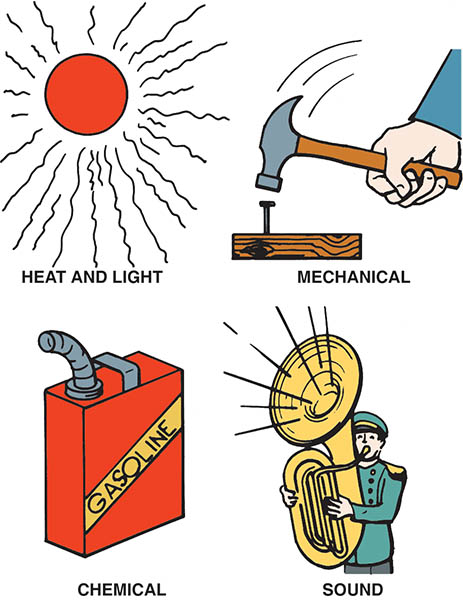 HEAT AND LIGHT
MECHANICAL
GASOLINE
CHEMICAL
SOUND